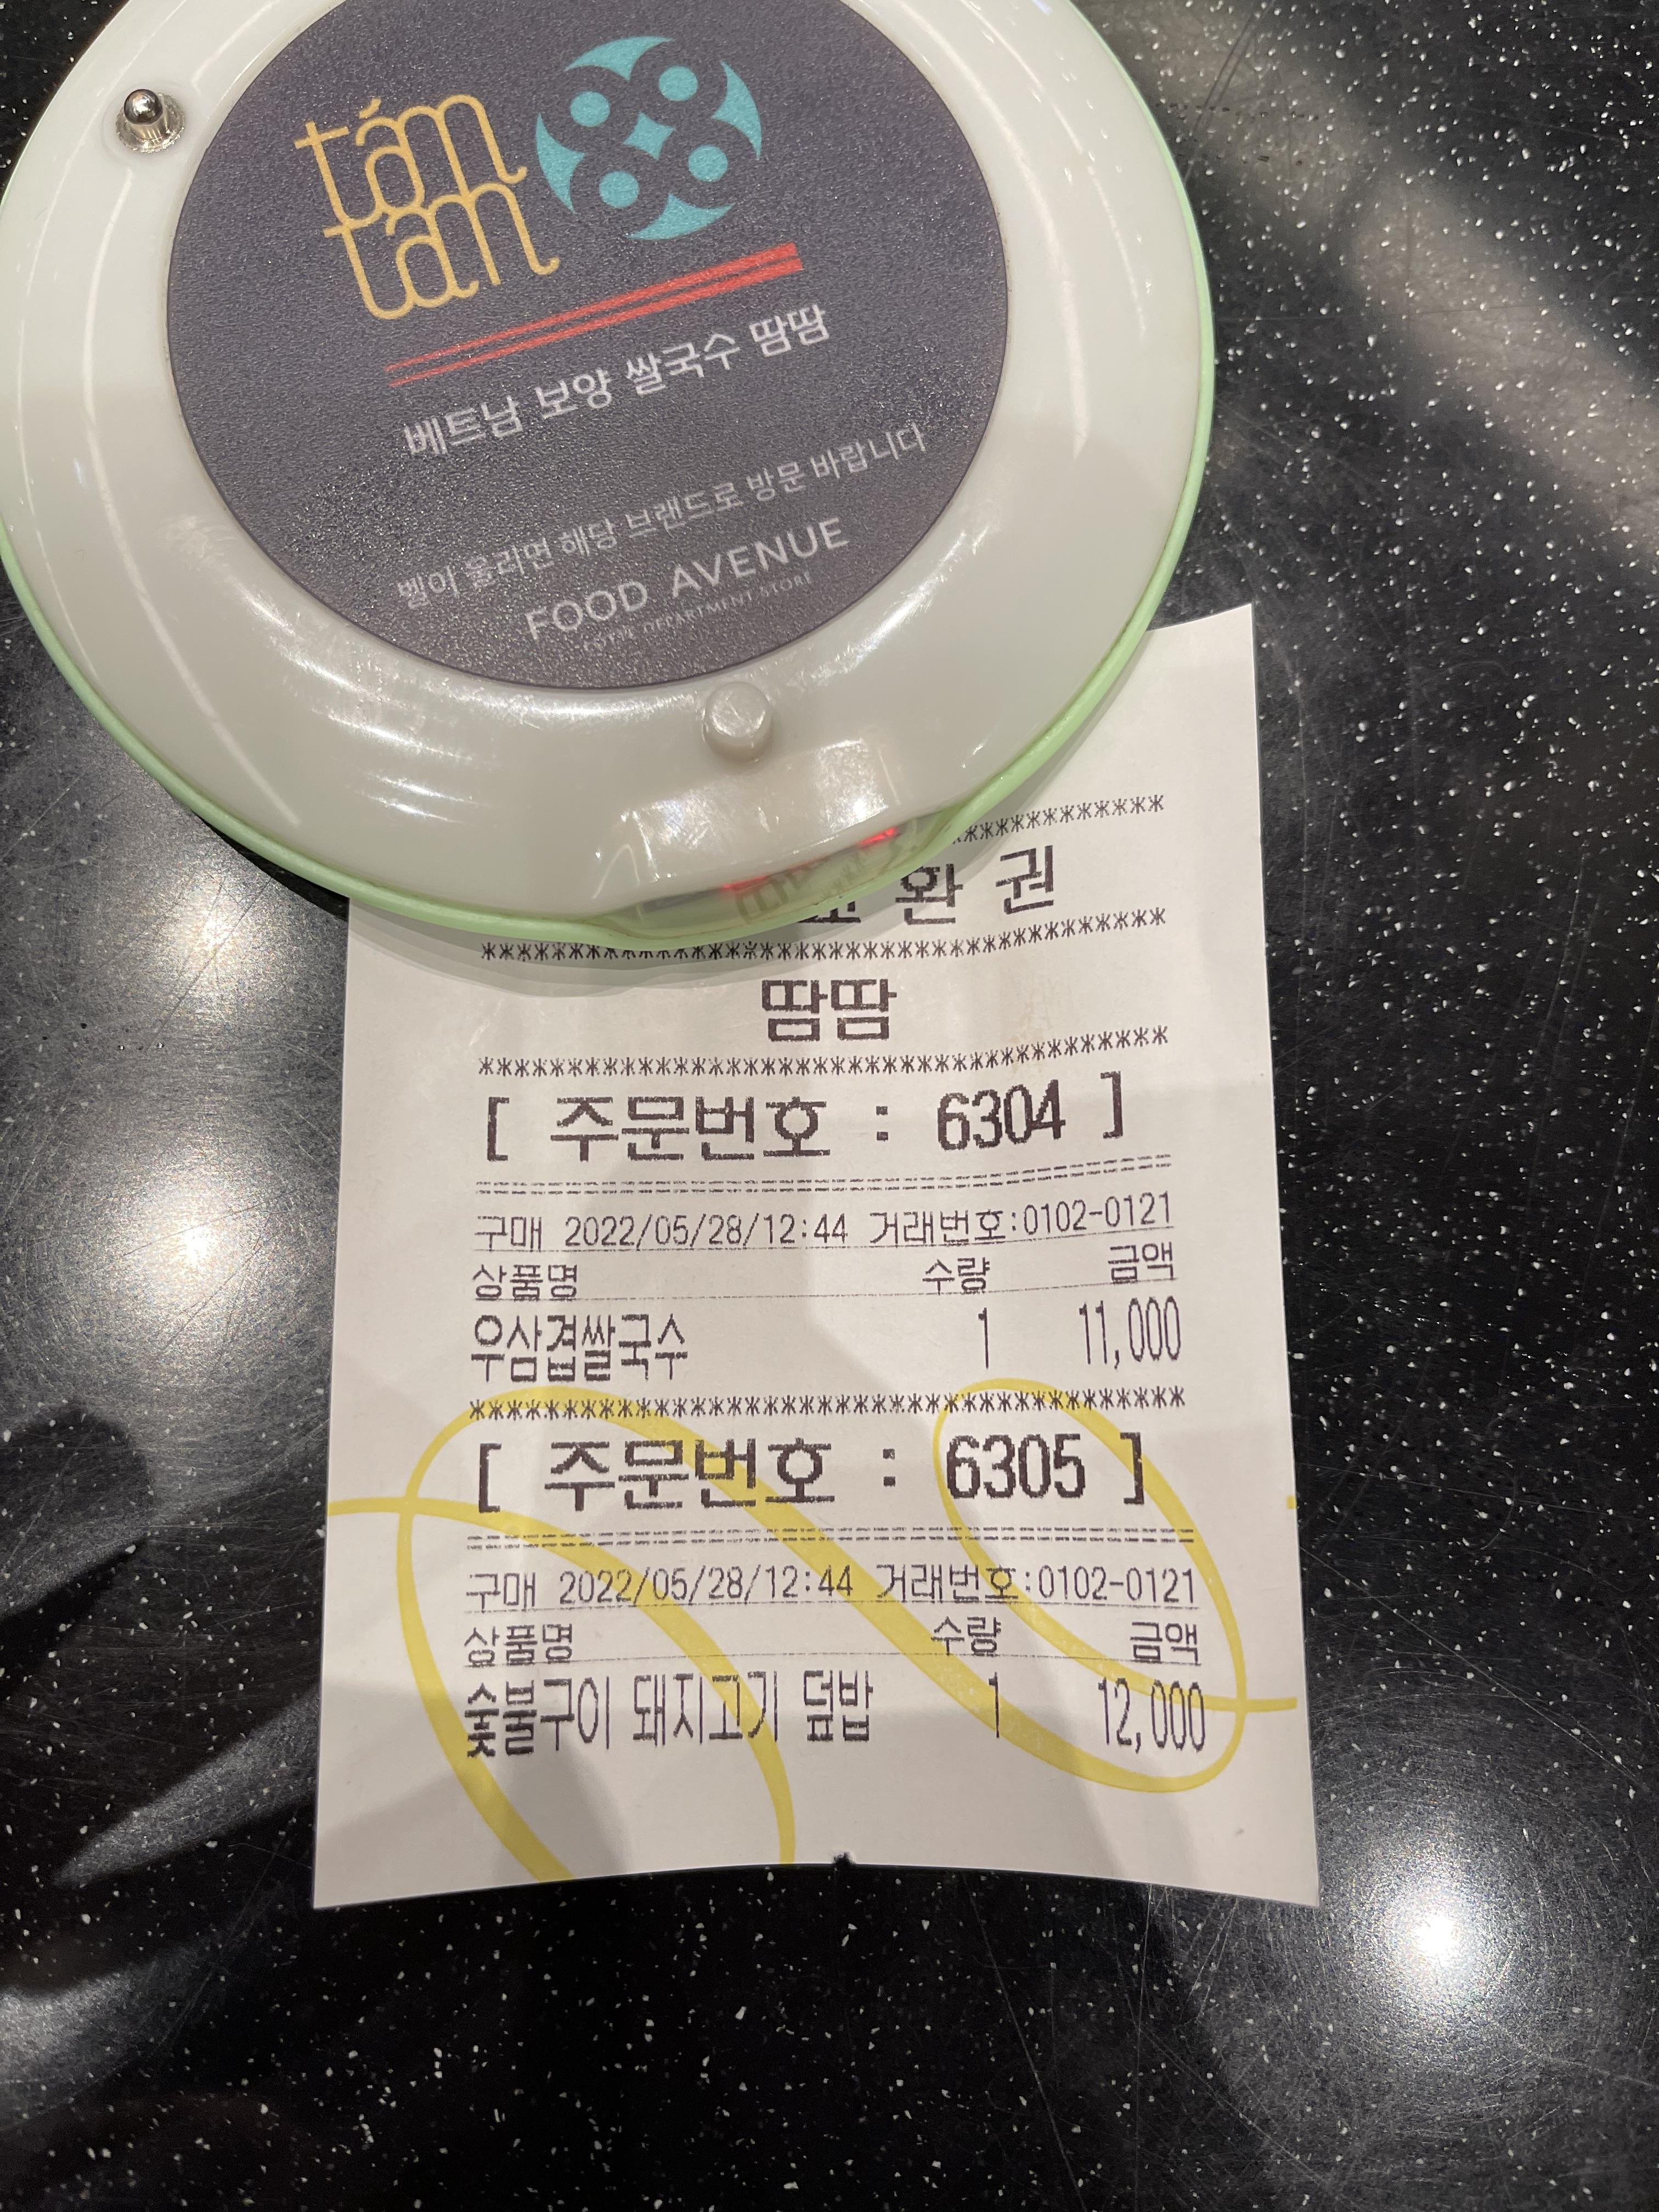 tám
tám
베트남 보양 쌀국수 땀땀
벨이 울리면 해당 브랜드로 방문 바랍니다
FOOD AVENUE
LOTTE DEPARTMENT STORE
********************
교 환 권
****************************************
땀땀
****************************************
[ 주문번호 : 6304 ]
구매 2022/05/28/12:44 거래번호:0102-0121
상품명 수량 금액
우삼겹쌀국수 1 11,000
****************************************
[ 주문번호 : 6305 ]
구매 2022/05/28/12:44 거래번호:0102-0121
상품명 수량 금액
숯불구이 돼지고기 덮밥 1 12,000